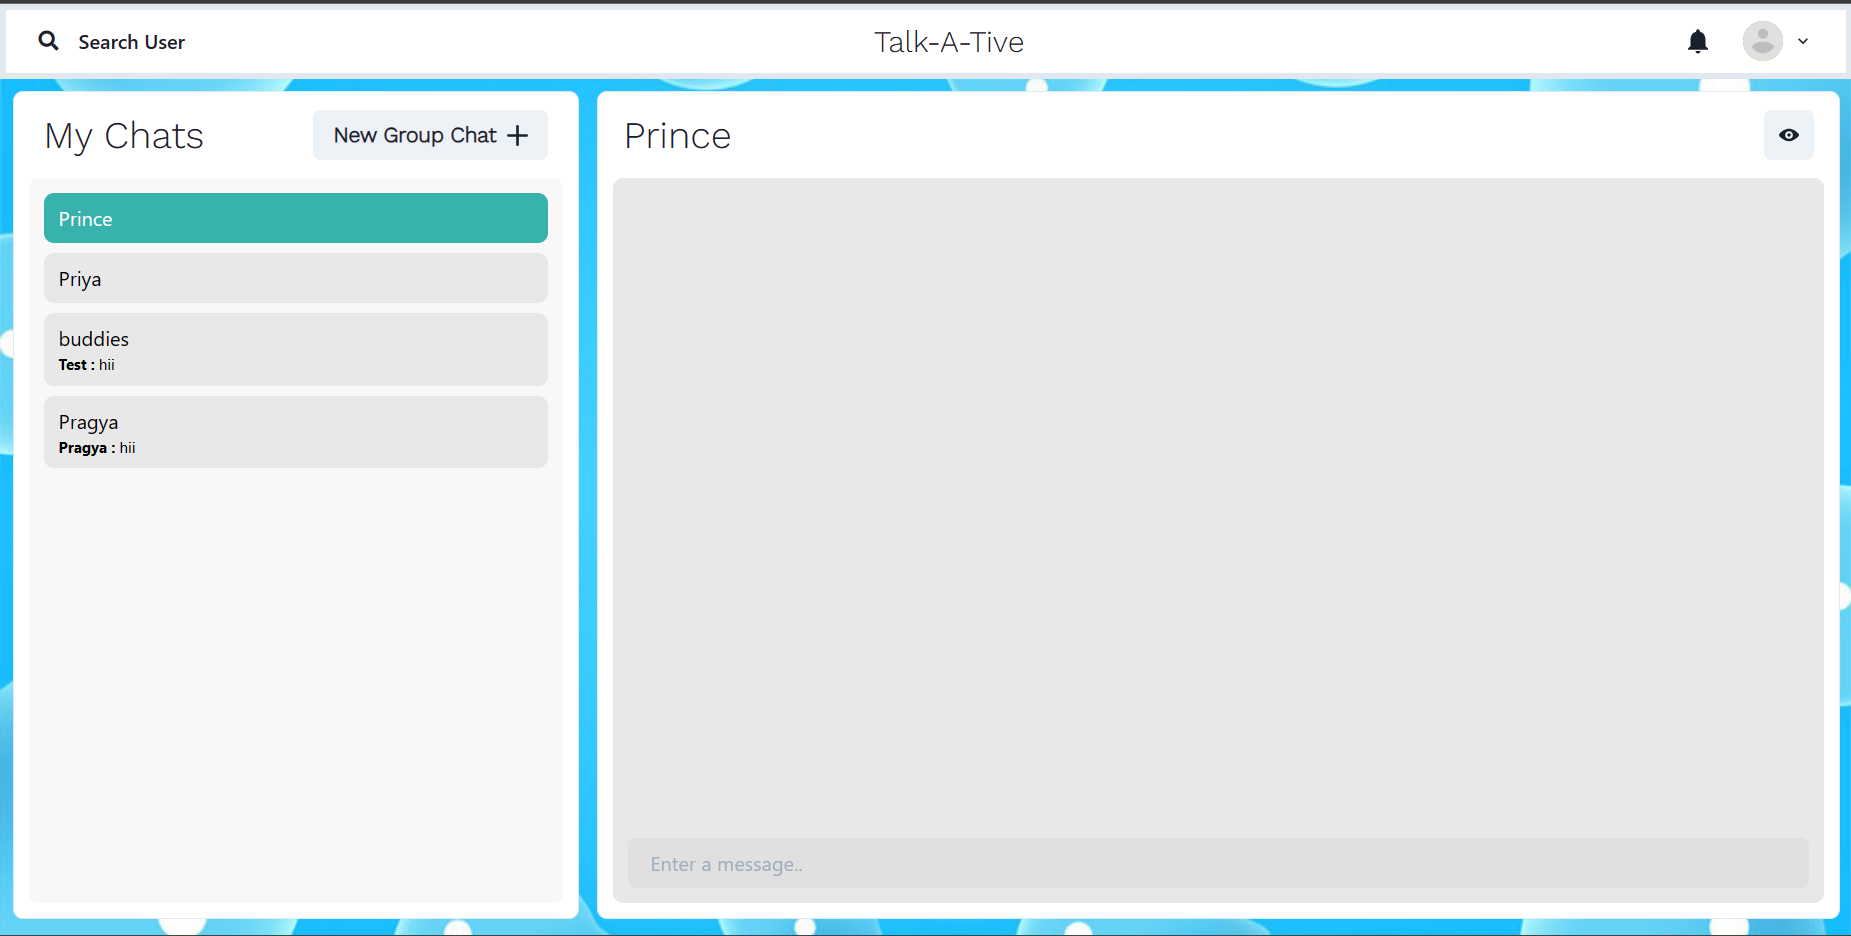 Search User
Talk-A-Tive
My Chats
New Group Chat
Prince
Priya
buddies
Test : hii
Pragya
Pragya : hii
Prince
Enter a message..